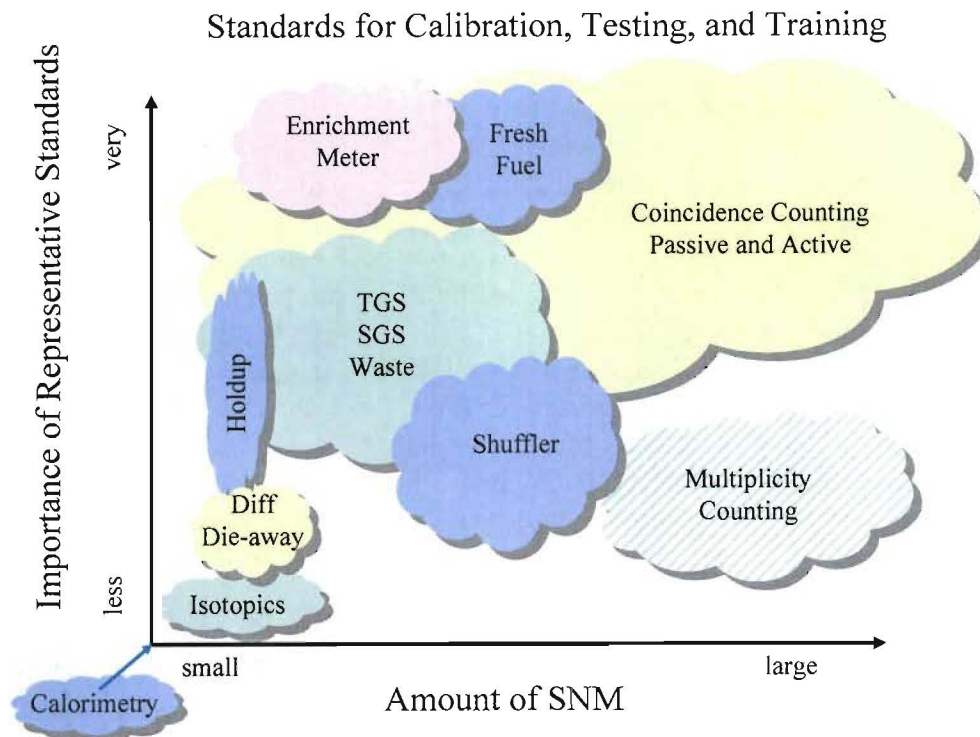 Standards for Calibration, Testing, and Training
Importance of Representative Standards
very
less
Enrichment
Meter
Fresh
Fuel
Coincidence Counting
Passive and Active
TGS
SGS
Waste
Holdup
Shuffler
Multiplicity
Counting
Diff
Die-away
Isotopics
small
large
Calorimetry
Amount of SNM